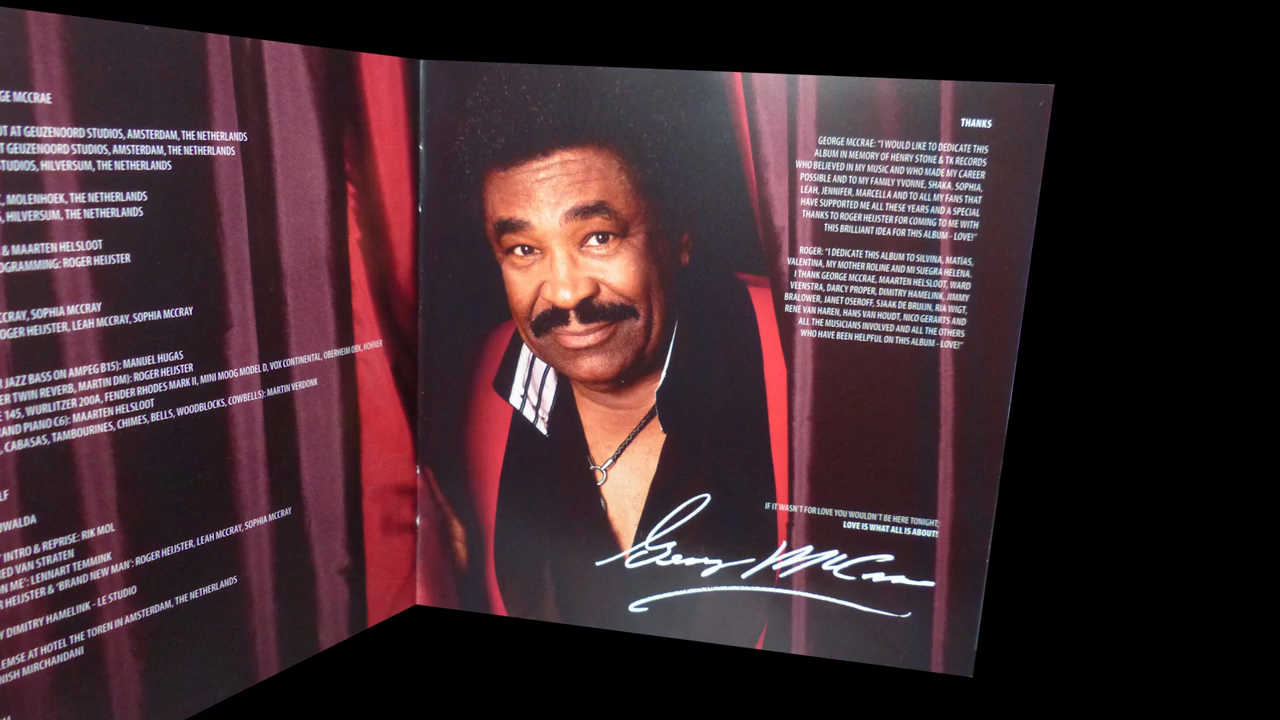 GE MCCRAE
UT AT GEUZENOORD STUDIOS, AMSTERDAM, THE NETHERLANDS
T GEUZENOORD STUDIOS, AMSTERDAM, THE NETHERLANDS
STUDIOS, HILVERSUM, THE NETHERLANDS
, MOLENHOEK, THE NETHERLANDS
, HILVERSUM, THE NETHERLANDS
& MAARTEN HELSLOOT
OGRAMMING: ROGER HEIJSTER
CCRAY, SOPHIA MCCRAY
OGER HEIJSTER, LEAH MCCRAY, SOPHIA MCCRAY
R JAZZ BASS ON AMPEG B15): MANUEL HUGAS
ER TWIN REVERB, MARTIN DM): ROGER HEIJSTER
E 145, WURLITZER 200A, FENDER RHODES MARK II, MINI MOOG MODEL D, VOX CONTINENTAL, OBERHEIM OBX, HOHNER
AND PIANO C6): MAARTEN HELSLOOT
, CABASAS, TAMBOURINES, CHIMES, BELLS, WOODBLOCKS, COWBELLS): MARTIN VERDONK
LF
UWALDA
' INTRO & REPRISE: RIK MOL
IED VAN STRATEN
ON ME': LENNART TEMMINK
R HEIJSTER & 'BRAND NEW MAN': ROGER HEIJSTER, LEAH MCCRAY, SOPHIA MCCRAY
Y DIMITRY HAMELINK - LE STUDIO
EMSE AT HOTEL THE TOREN IN AMSTERDAM, THE NETHERLANDS
NISH MIRCHANDANI
THANKS
GEORGE MCCRAE: "I WOULD LIKE TO DEDICATE THIS
ALBUM IN MEMORY OF HENRY STONE & TK RECORDS
WHO BELIEVED IN MY MUSIC AND WHO MADE MY CAREER
POSSIBLE AND TO MY FAMILY YVONNE, SHAKA, SOPHIA,
LEAH, JENNIFER, MARCELLA AND TO ALL MY FANS THAT
HAVE SUPPORTED ME ALL THESE YEARS AND A SPECIAL
THANKS TO ROGER HEIJSTER FOR COMING TO ME WITH
THIS BRILLIANT IDEA FOR THIS ALBUM - LOVE!"
ROGER: "I DEDICATE THIS ALBUM TO SILVINA, MATÍAS,
VALENTINA, MY MOTHER ROLINE AND MI SUEGRA HELENA.
I THANK GEORGE MCCRAE, MAARTEN HELSLOOT, WARD
VEENSTRA, DARCY PROPER, DIMITRY HAMELINK, JIMMY
BRALOWER, JANET OSEROFF, SJAAK DE BRUIJN, RIA WIGT,
RENE VAN HAREN, HANS VAN HOUDT, NICO GERARTS AND
ALL THE MUSICIANS INVOLVED AND ALL THE OTHERS
WHO HAVE BEEN HELPFUL ON THIS ALBUM - LOVE!"
IF IT WASN'T FOR LOVE YOU WOULDN'T BE HERE TONIGHT;
LOVE IS WHAT ALL IS ABOUT!
George McCrae